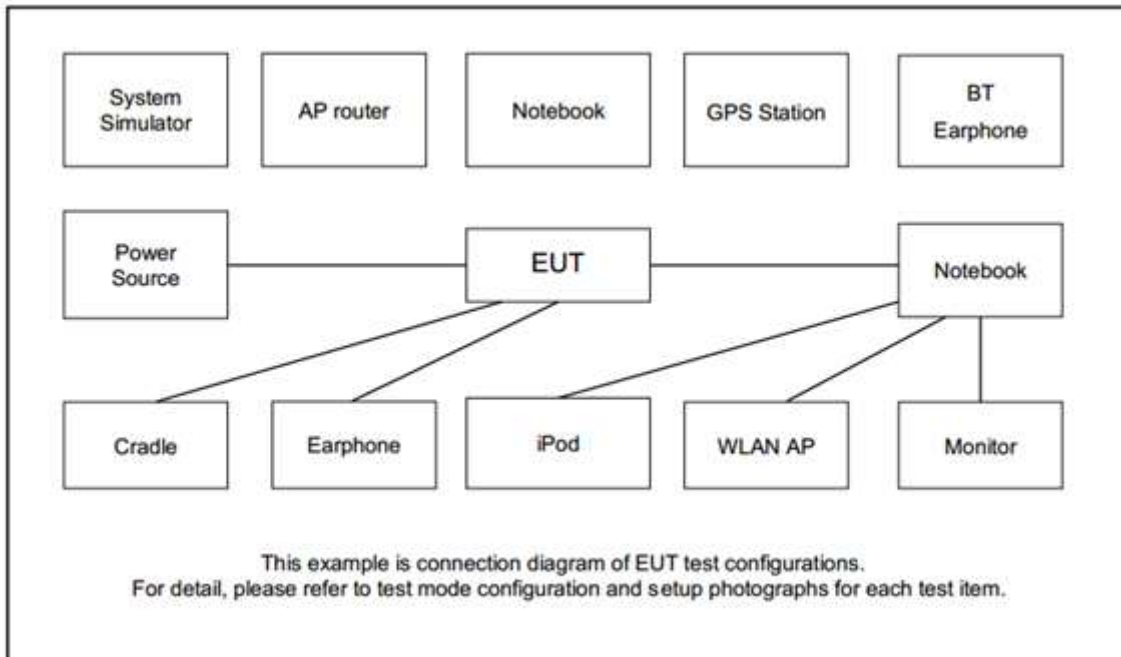 System
Simulator
AP router
Notebook
GPS Station
BT
Earphone
Power
Source
EUT
Notebook
Cradle
Earphone
iPod
WLAN AP
Monitor
This example is connection diagram of EUT test configurations.
For detail, please refer to test mode configuration and setup photographs for each test item.